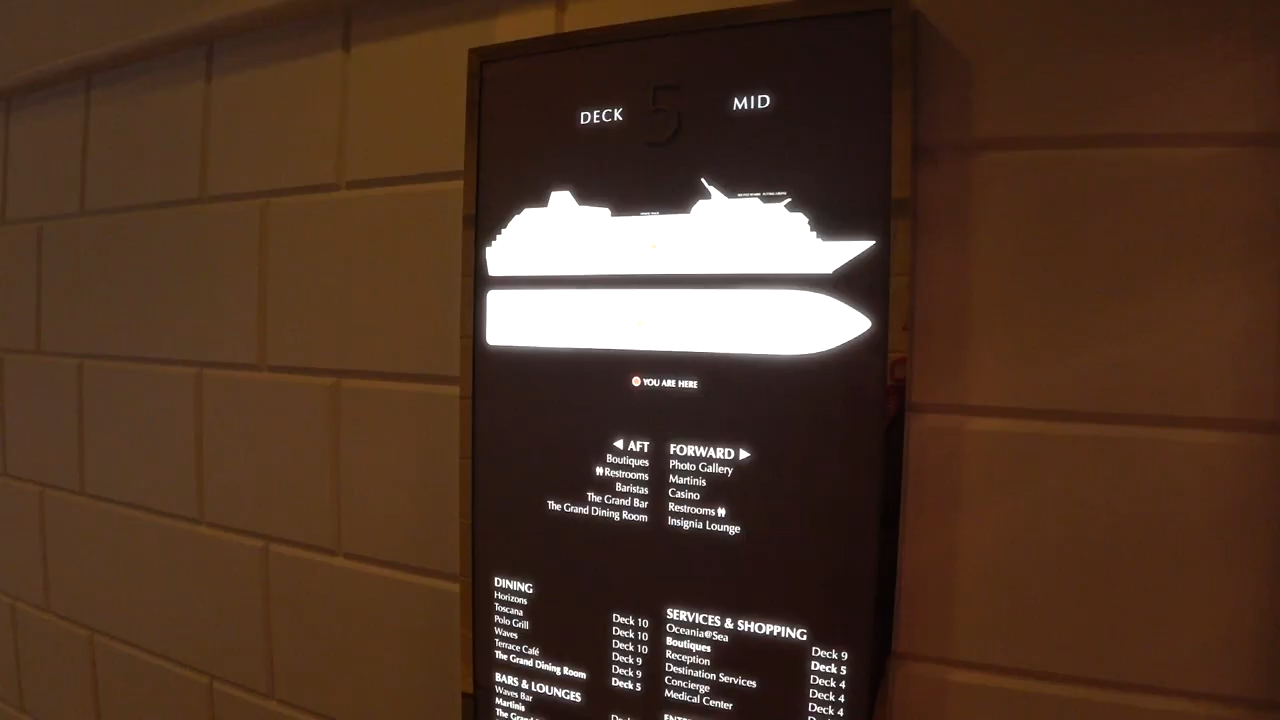 DECK 5 MID
YOU ARE HERE
◀ AFT
Boutiques
Restrooms
Baristas
The Grand Bar
The Grand Dining Room
FORWARD ▶
Photo Gallery
Martinis
Casino
Restrooms
Insignia Lounge
DINING
Horizons Deck 10
Toscana Deck 10
Polo Grill Deck 10
Waves Deck 9
Terrace Café Deck 9
The Grand Dining Room Deck 5
BARS & LOUNGES
Waves Bar
Martinis
SERVICES & SHOPPING
Oceania@Sea Deck 9
Boutiques Deck 5
Reception Deck 4
Destination Services Deck 4
Concierge Deck 4
Medical Center